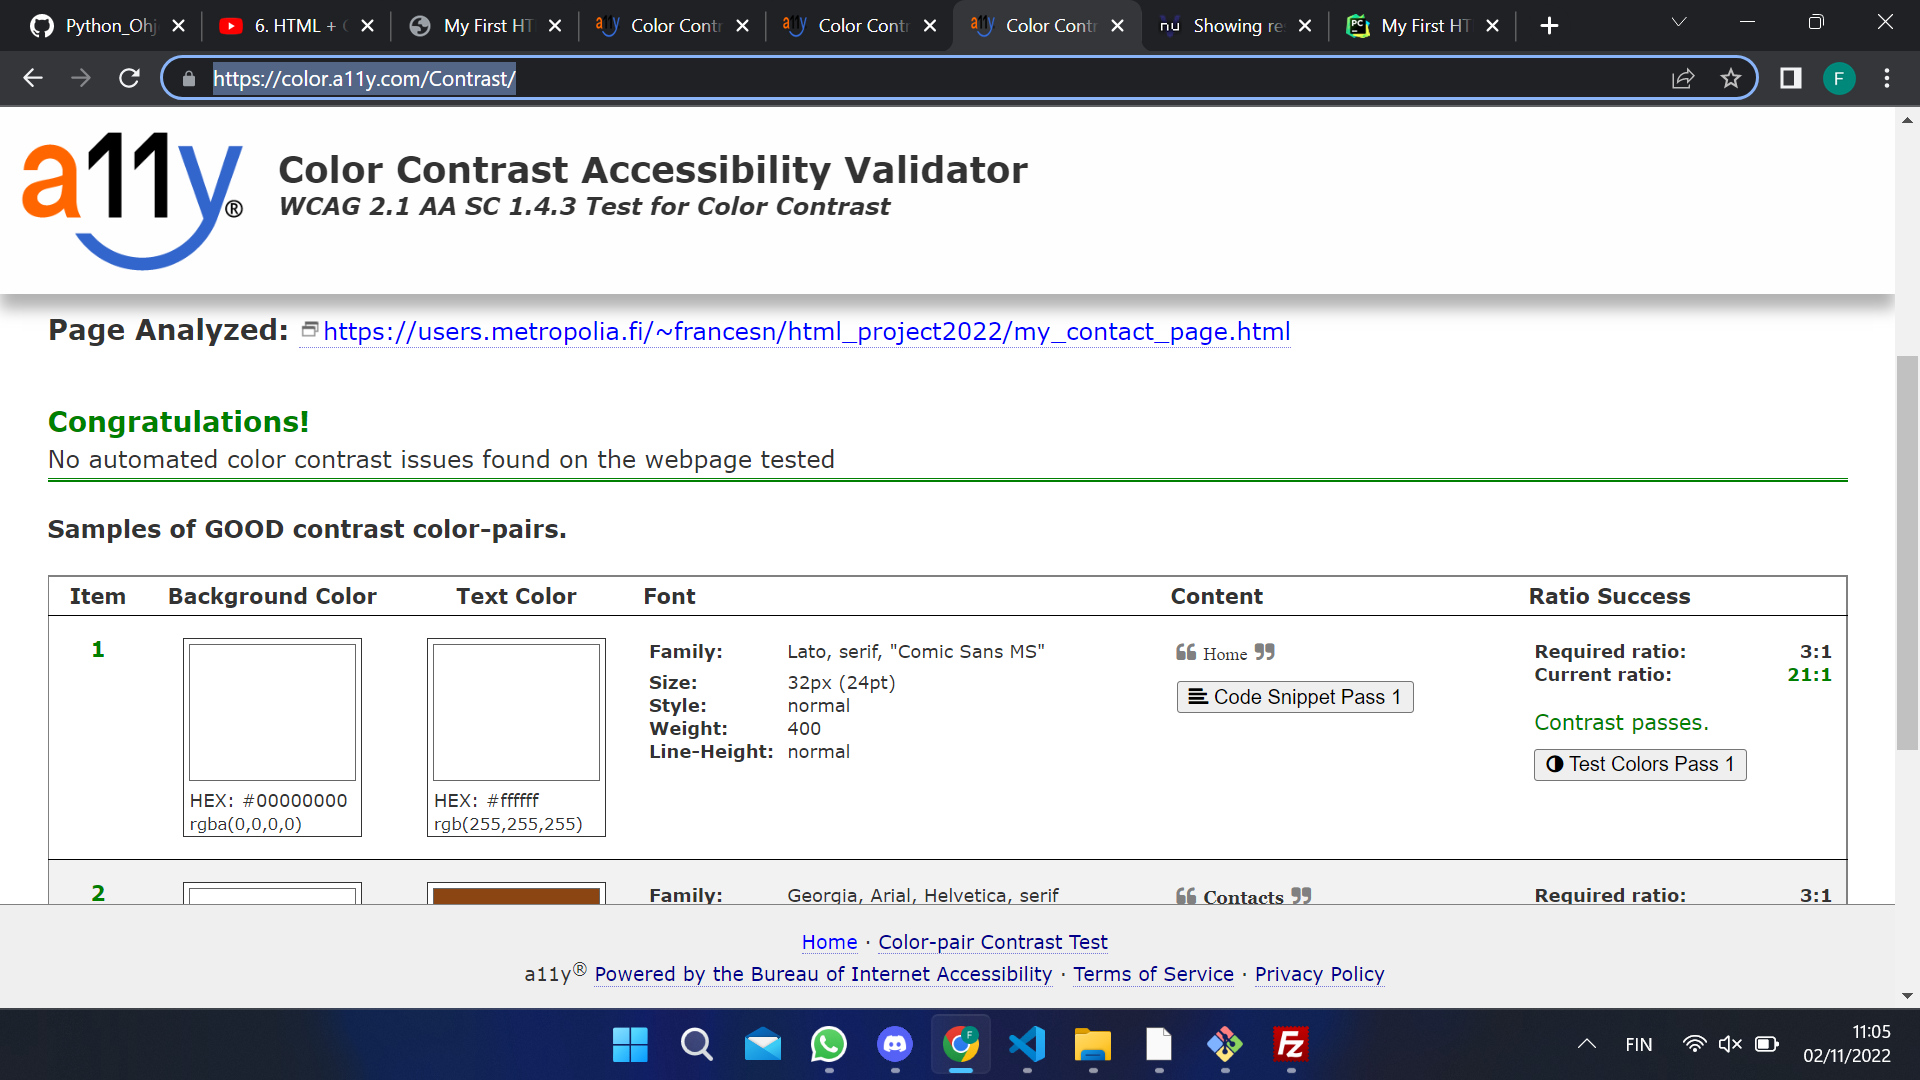 Python_Ohj
6. HTML + C
My First HT
Color Contr
Color Contr
Color Contr
nu Showing re
My First HT
https://color.a11y.com/Contrast/
F
a11y®
Color Contrast Accessibility Validator
WCAG 2.1 AA SC 1.4.3 Test for Color Contrast
Page Analyzed: https://users.metropolia.fi/~francesn/html_project2022/my_contact_page.html
Congratulations!
No automated color contrast issues found on the webpage tested
Samples of GOOD contrast color-pairs.
Item Background Color Text Color Font Content Ratio Success
1
HEX: #00000000
rgba(0,0,0,0)
HEX: #ffffff
rgb(255,255,255)
Family: Lato, serif, "Comic Sans MS"
Size: 32px (24pt)
Style: normal
Weight: 400
Line-Height: normal
❝ Home ❞
Code Snippet Pass 1
Required ratio: 3:1
Current ratio: 21:1
Contrast passes.
Test Colors Pass 1
2
Family: Georgia, Arial, Helvetica, serif
❝ Contacts ❞
Required ratio: 3:1
Home · Color-pair Contrast Test
a11y® Powered by the Bureau of Internet Accessibility · Terms of Service · Privacy Policy
FIN
11:05
02/11/2022